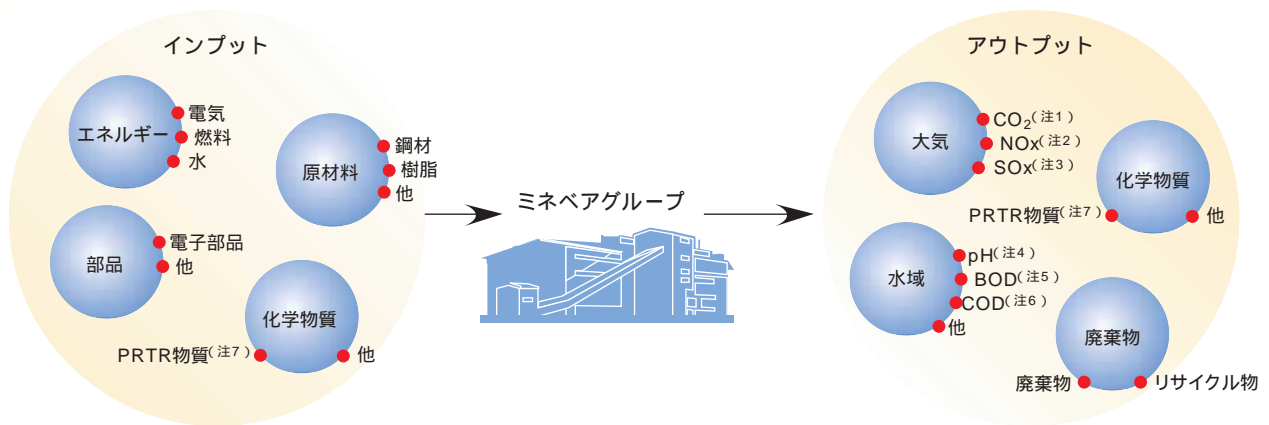 インプット
エネルギー
電気
燃料
水
原材料
鋼材
樹脂
他
部品
電子部品
他
化学物質
PRTR物質(注7)
他
ミネベアグループ
アウトプット
大気
CO₂(注1)
NOx(注2)
SOx(注3)
化学物質
PRTR物質(注7)
他
水域
pH(注4)
BOD(注5)
COD(注6)
他
廃棄物
廃棄物
リサイクル物